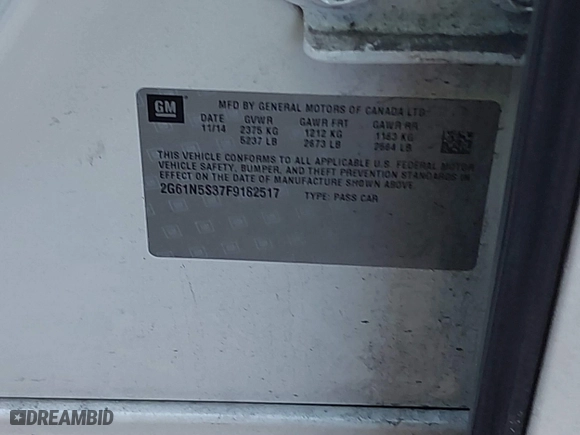 GM
MFD BY GENERAL MOTORS OF CANADA LTD
DATE GVWR GAWR FRT GAWR RR
11/14 2375 KG 1212 KG 1163 KG
5237 LB 2673 LB 2564 LB
THIS VEHICLE CONFORMS TO ALL APPLICABLE U.S. FEDERAL MOTOR
VEHICLE SAFETY, BUMPER, AND THEFT PREVENTION STANDARDS IN
EFFECT ON THE DATE OF MANUFACTURE SHOWN ABOVE.
2G61N5S37F9162517 TYPE: PASS CAR
DREAMBID